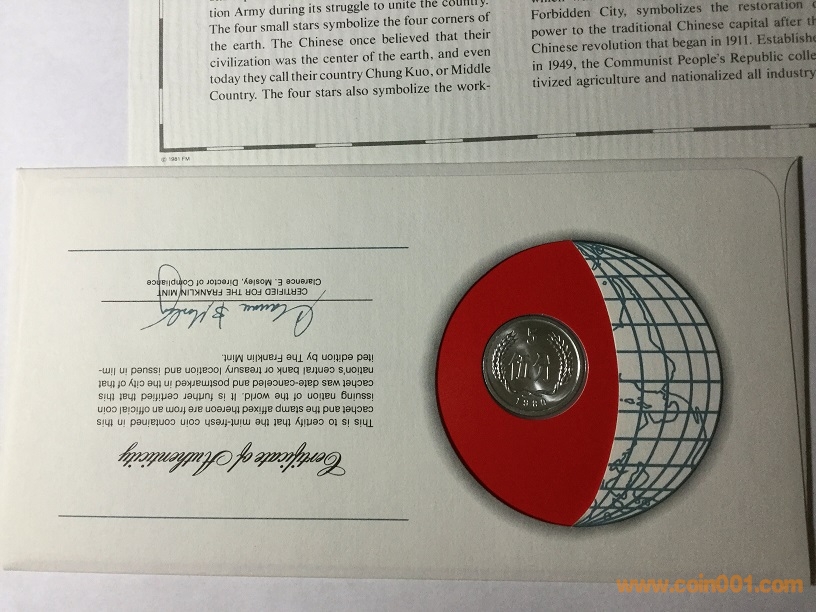 tion Army during its struggle to unite the country.
The four small stars symbolize the four corners of
the earth. The Chinese once believed that their
civilization was the center of the earth, and even
today they call their country Chung Kuo, or Middle
Country. The four stars also symbolize the work-
Forbidden City, symbolizes the restoration
power to the traditional Chinese capital after
Chinese revolution that began in 1911.
in 1949, the Communist People's Republic colle
tivized agriculture and nationalized all industry
© 1981 FM
Certificate of Authenticity
This is to certify that the mint-fresh coin contained in this
cachet and the stamp affixed thereon are from an official coin
issuing nation of the world. It is further certified that this
cachet was date-canceled and postmarked in the city of that
nation's central bank or treasury location and issued in lim-
ited edition by The Franklin Mint.
CERTIFIED FOR THE FRANKLIN MINT
Clarence E. Mosley, Director of Compliance
伍分
1980
www.coin001.com